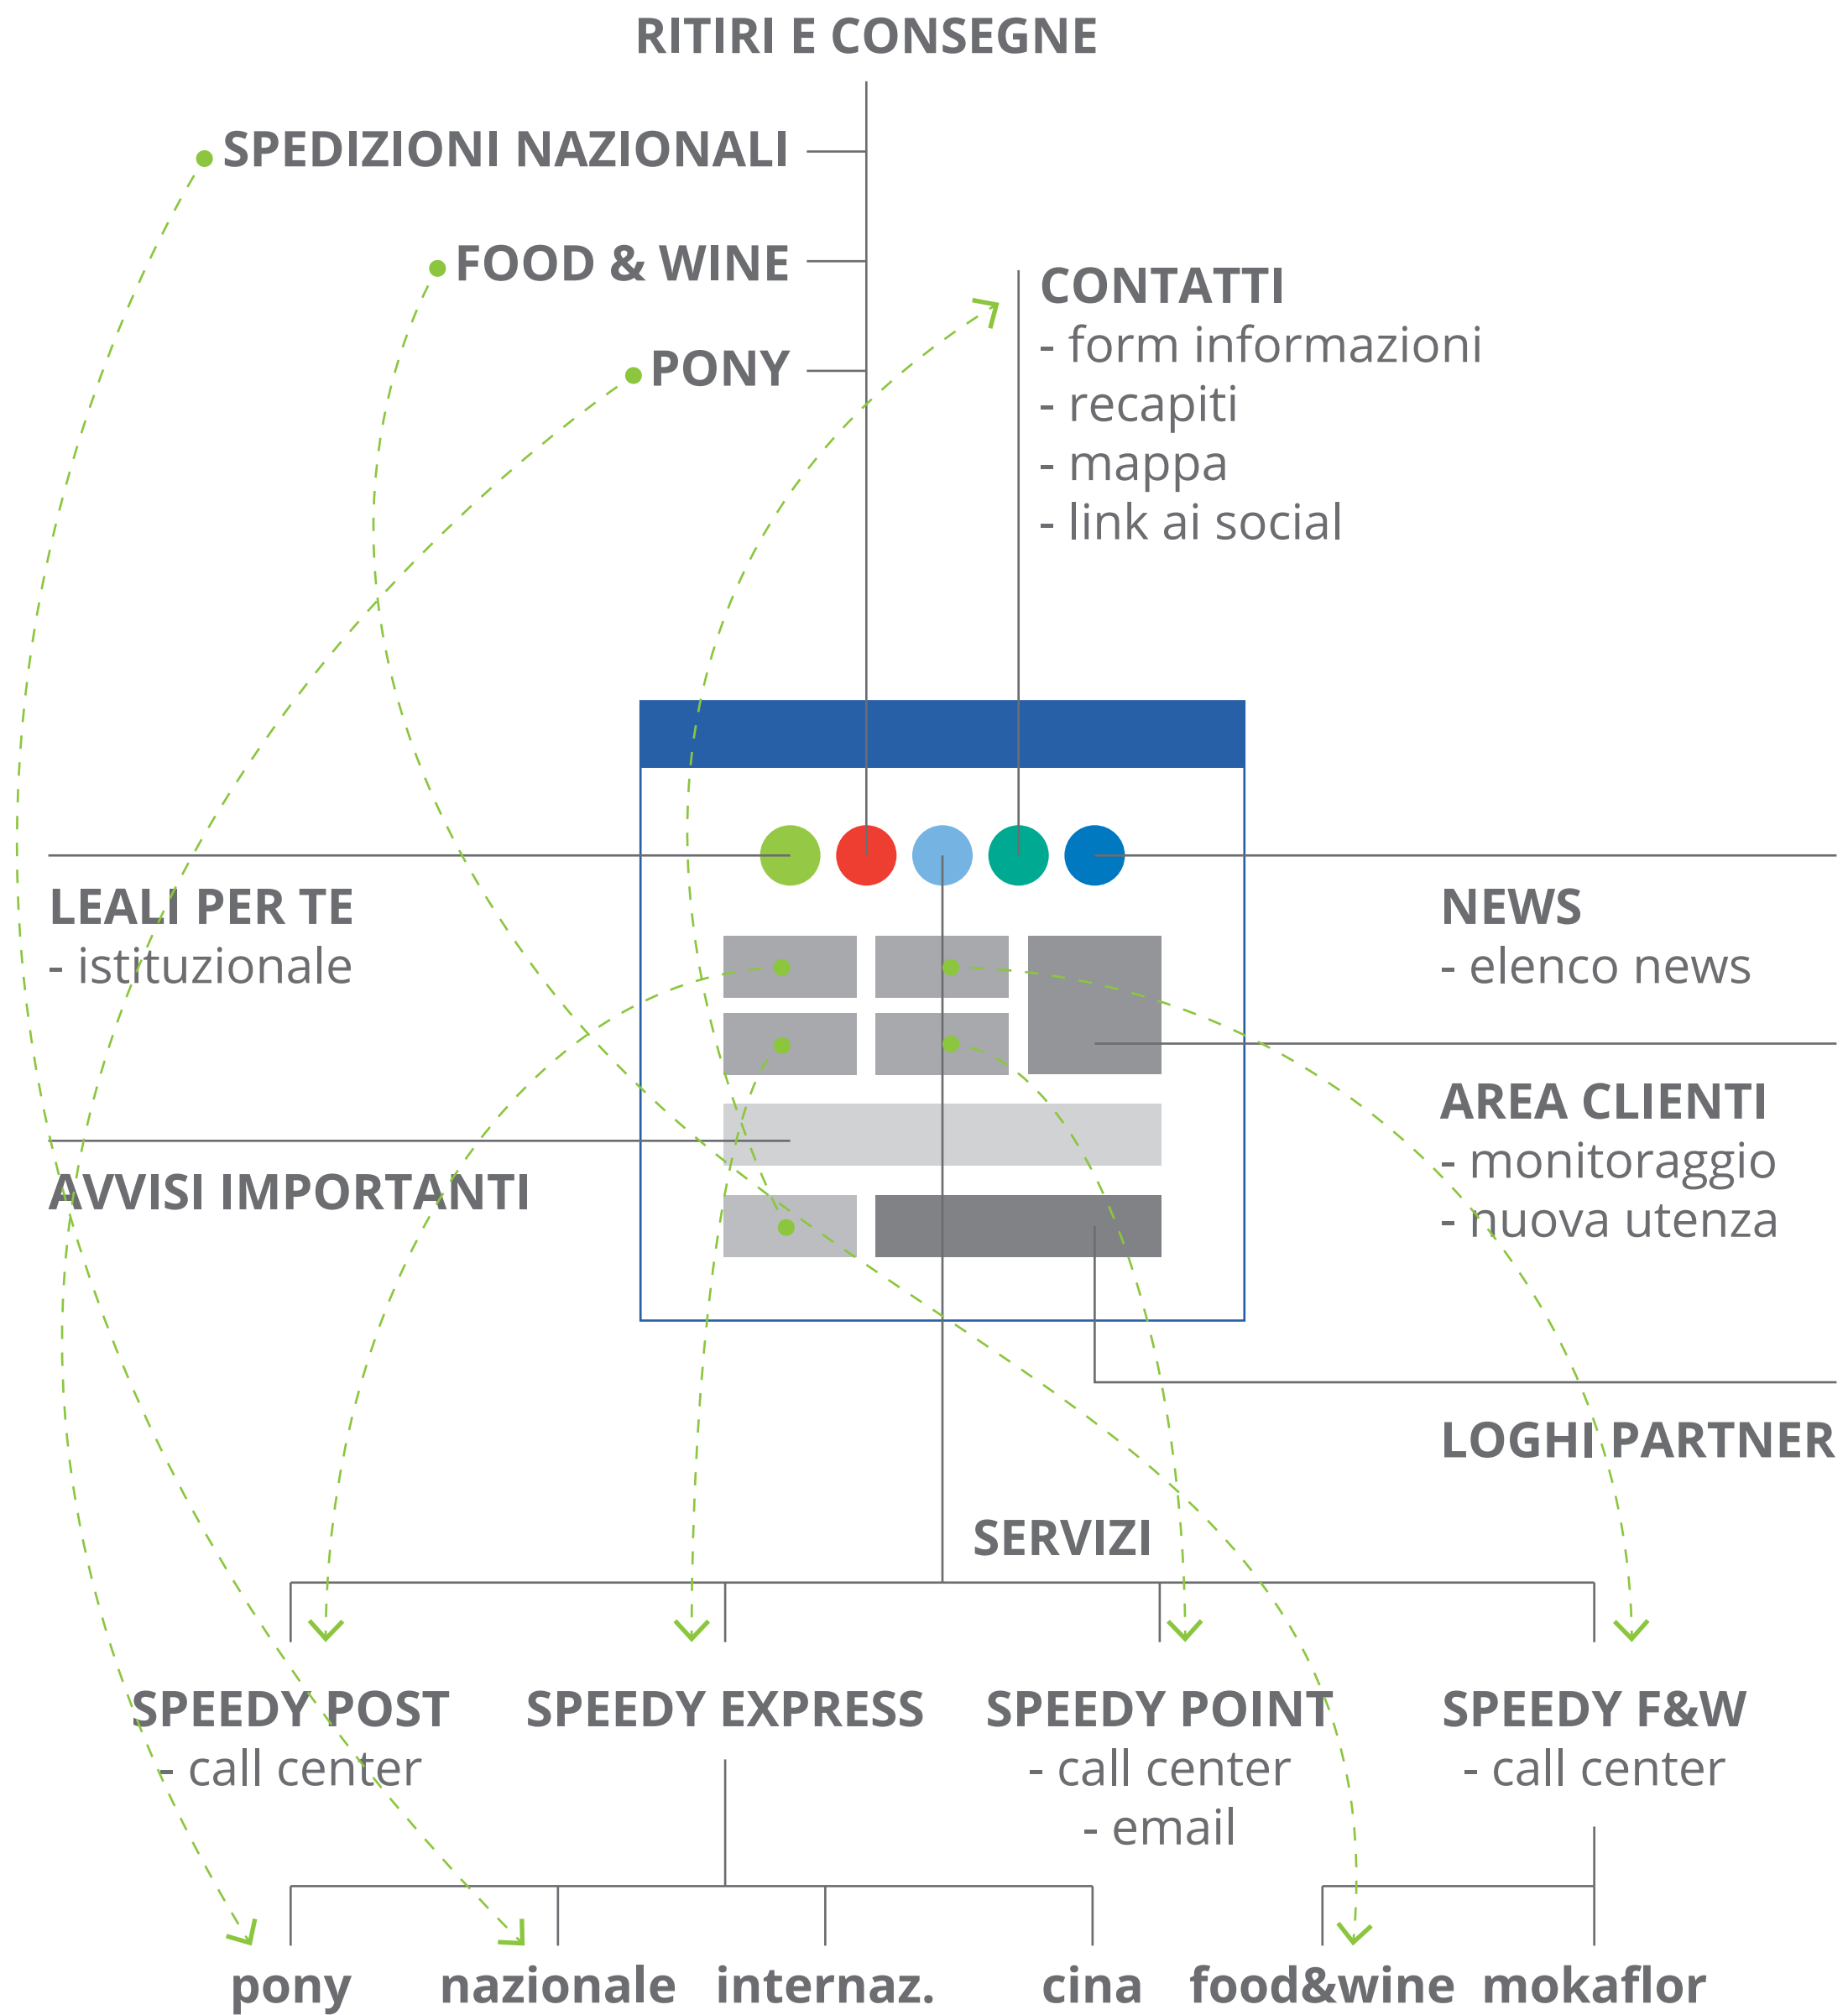 RITIRI E CONSEGNE
SPEDIZIONI NAZIONALI
FOOD & WINE
PONY
CONTATTI
- form informazioni
- recapiti
- mappa
- link ai social
LEALI PER TE
- istituzionale
NEWS
- elenco news
AREA CLIENTI
- monitoraggio
- nuova utenza
AVVISI IMPORTANTI
LOGHI PARTNER
SERVIZI
SPEEDY POST
- call center
SPEEDY EXPRESS
SPEEDY POINT
- call center
- email
SPEEDY F&W
- call center
pony
nazionale
internaz.
cina
food&wine
mokaflor